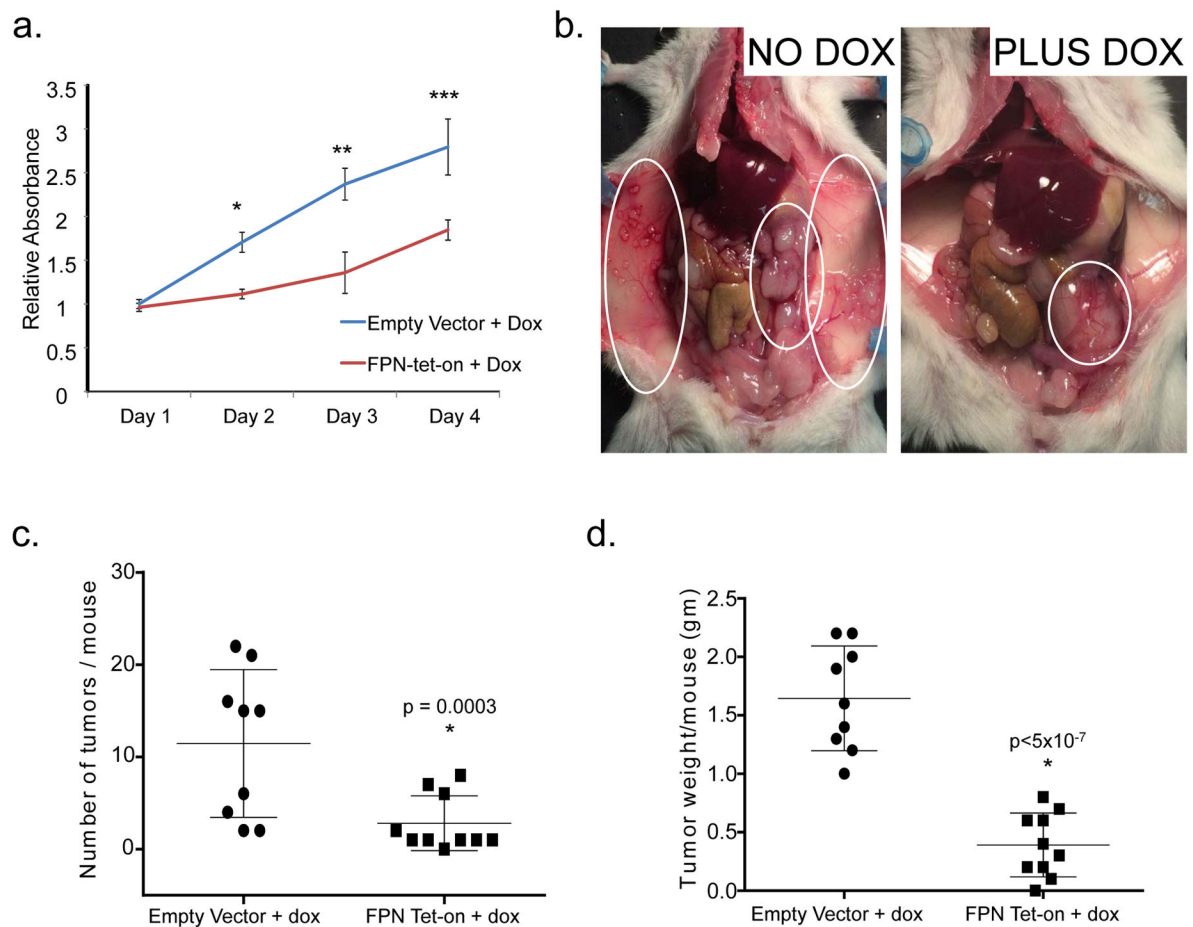 a.
3.5
3
2.5
2
1.5
1
0.5
0
Relative Absorbance
*
**
***
Empty Vector + Dox
FPN-tet-on + Dox
Day 1 Day 2 Day 3 Day 4
b.
NO DOX
PLUS DOX
c.
30
20
10
0
Number of tumors / mouse
p = 0.0003
*
Empty Vector + dox FPN Tet-on + dox
d.
2.5
2.0
1.5
1.0
0.5
0.0
Tumor weight/mouse (gm)
p<5x10⁻⁷
*
Empty Vector + dox FPN Tet-on + dox